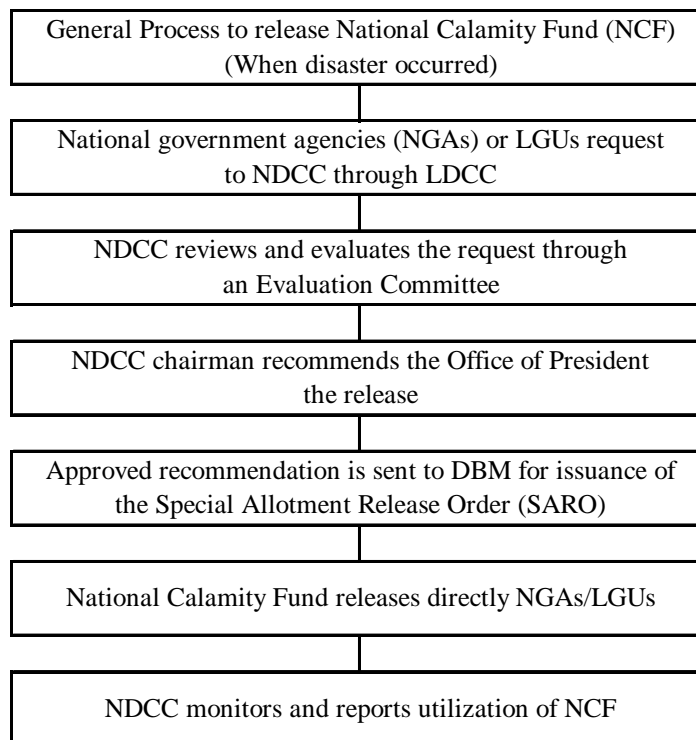 General Process to release National Calamity Fund (NCF)
(When disaster occurred)
National government agencies (NGAs) or LGUs request
to NDCC through LDCC
NDCC reviews and evaluates the request through
an Evaluation Committee
NDCC chairman recommends the Office of President
the release
Approved recommendation is sent to DBM for issuance of
the Special Allotment Release Order (SARO)
National Calamity Fund releases directly NGAs/LGUs
NDCC monitors and reports utilization of NCF